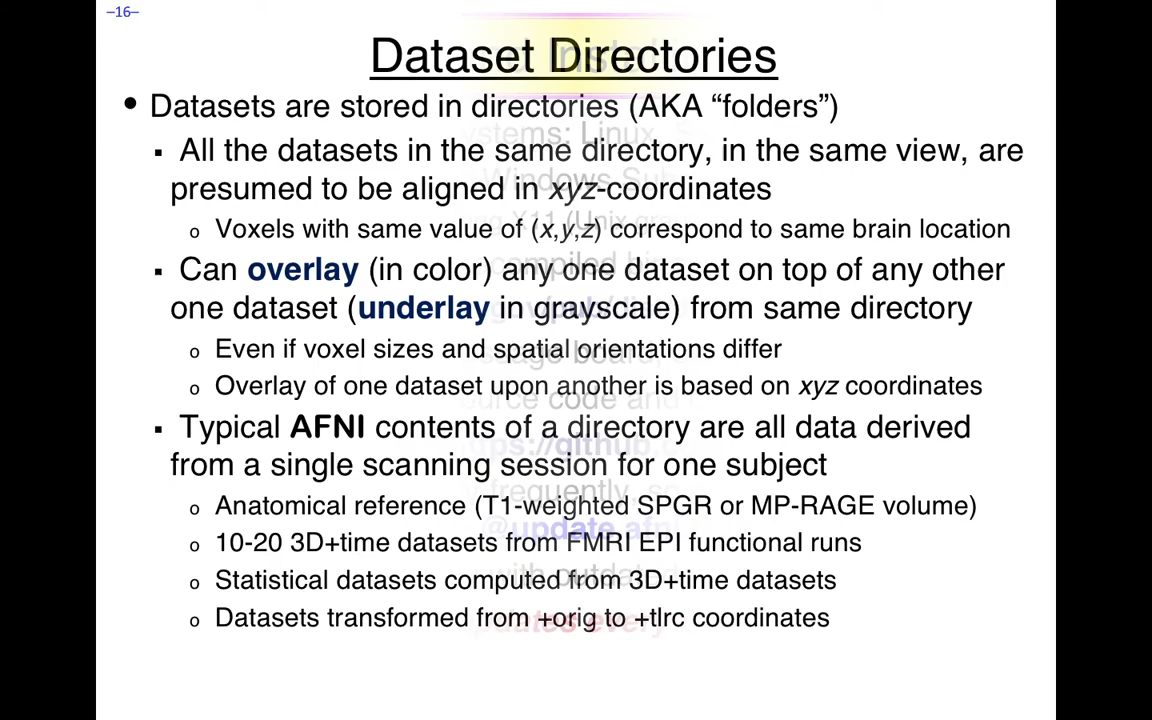 –16–
Dataset Directories
• Datasets are stored in directories (AKA “folders”)
▪ All the datasets in the same directory, in the same view, are
presumed to be aligned in xyz-coordinates
o Voxels with same value of (x,y,z) correspond to same brain location
▪ Can overlay (in color) any one dataset on top of any other
one dataset (underlay in grayscale) from same directory
o Even if voxel sizes and spatial orientations differ
o Overlay of one dataset upon another is based on xyz coordinates
▪ Typical AFNI contents of a directory are all data derived
from a single scanning session for one subject
o Anatomical reference (T1-weighted SPGR or MP-RAGE volume)
o 10-20 3D+time datasets from FMRI EPI functional runs
o Statistical datasets computed from 3D+time datasets
o Datasets transformed from +orig to +tlrc coordinates